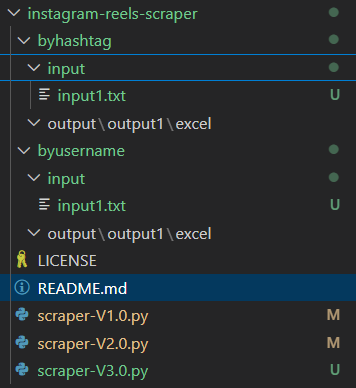 instagram-reels-scraper
byhashtag
input
input1.txt U
output\output1\excel
byusername
input
input1.txt U
output\output1\excel
LICENSE
README.md
scraper-V1.0.py M
scraper-V2.0.py M
scraper-V3.0.py U